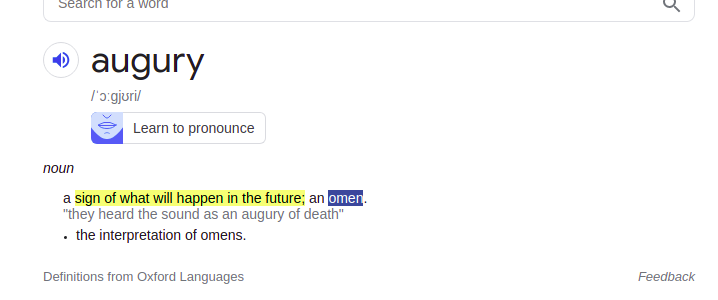 Search for a word
augury
/ˈɔːɡjʊri/
Learn to pronounce
noun
a sign of what will happen in the future; an omen.
"they heard the sound as an augury of death"
• the interpretation of omens.
Definitions from Oxford Languages
Feedback